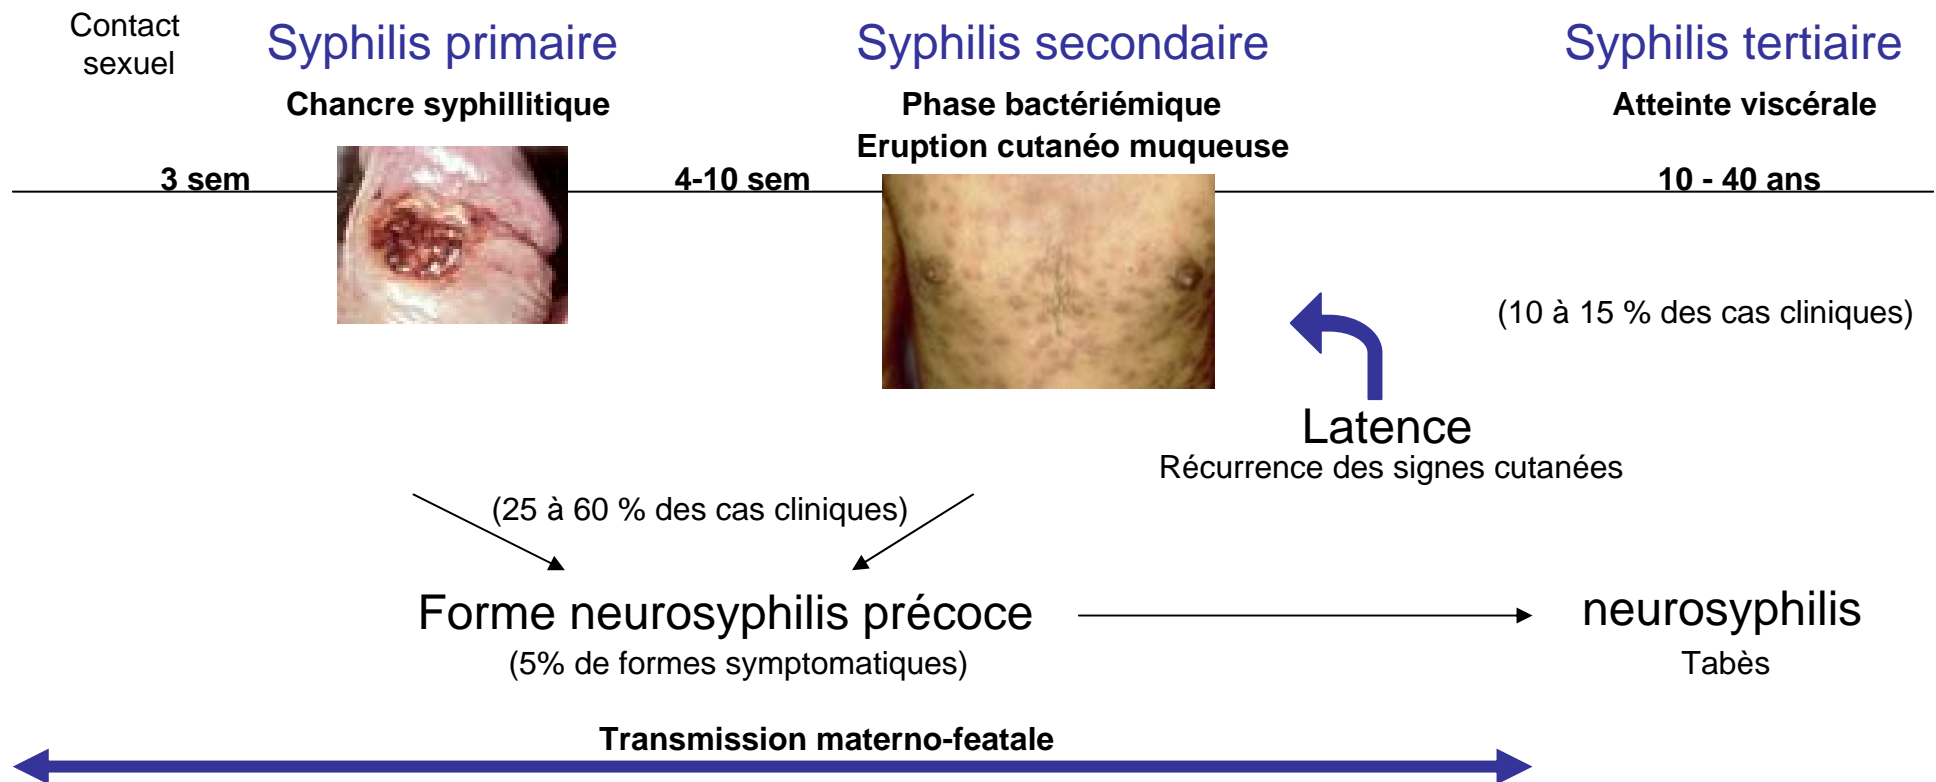 Contact
sexuel
Syphilis primaire
Syphilis secondaire
Syphilis tertiaire
Chancre syphillitique
Phase bactériémique
Eruption cutanéo muqueuse
Atteinte viscérale
3 sem
4-10 sem
10 - 40 ans
(10 à 15 % des cas cliniques)
Latence
Récurrence des signes cutanées
(25 à 60 % des cas cliniques)
Forme neurosyphilis précoce
(5% de formes symptomatiques)
neurosyphilis
Tabès
Transmission materno-featale